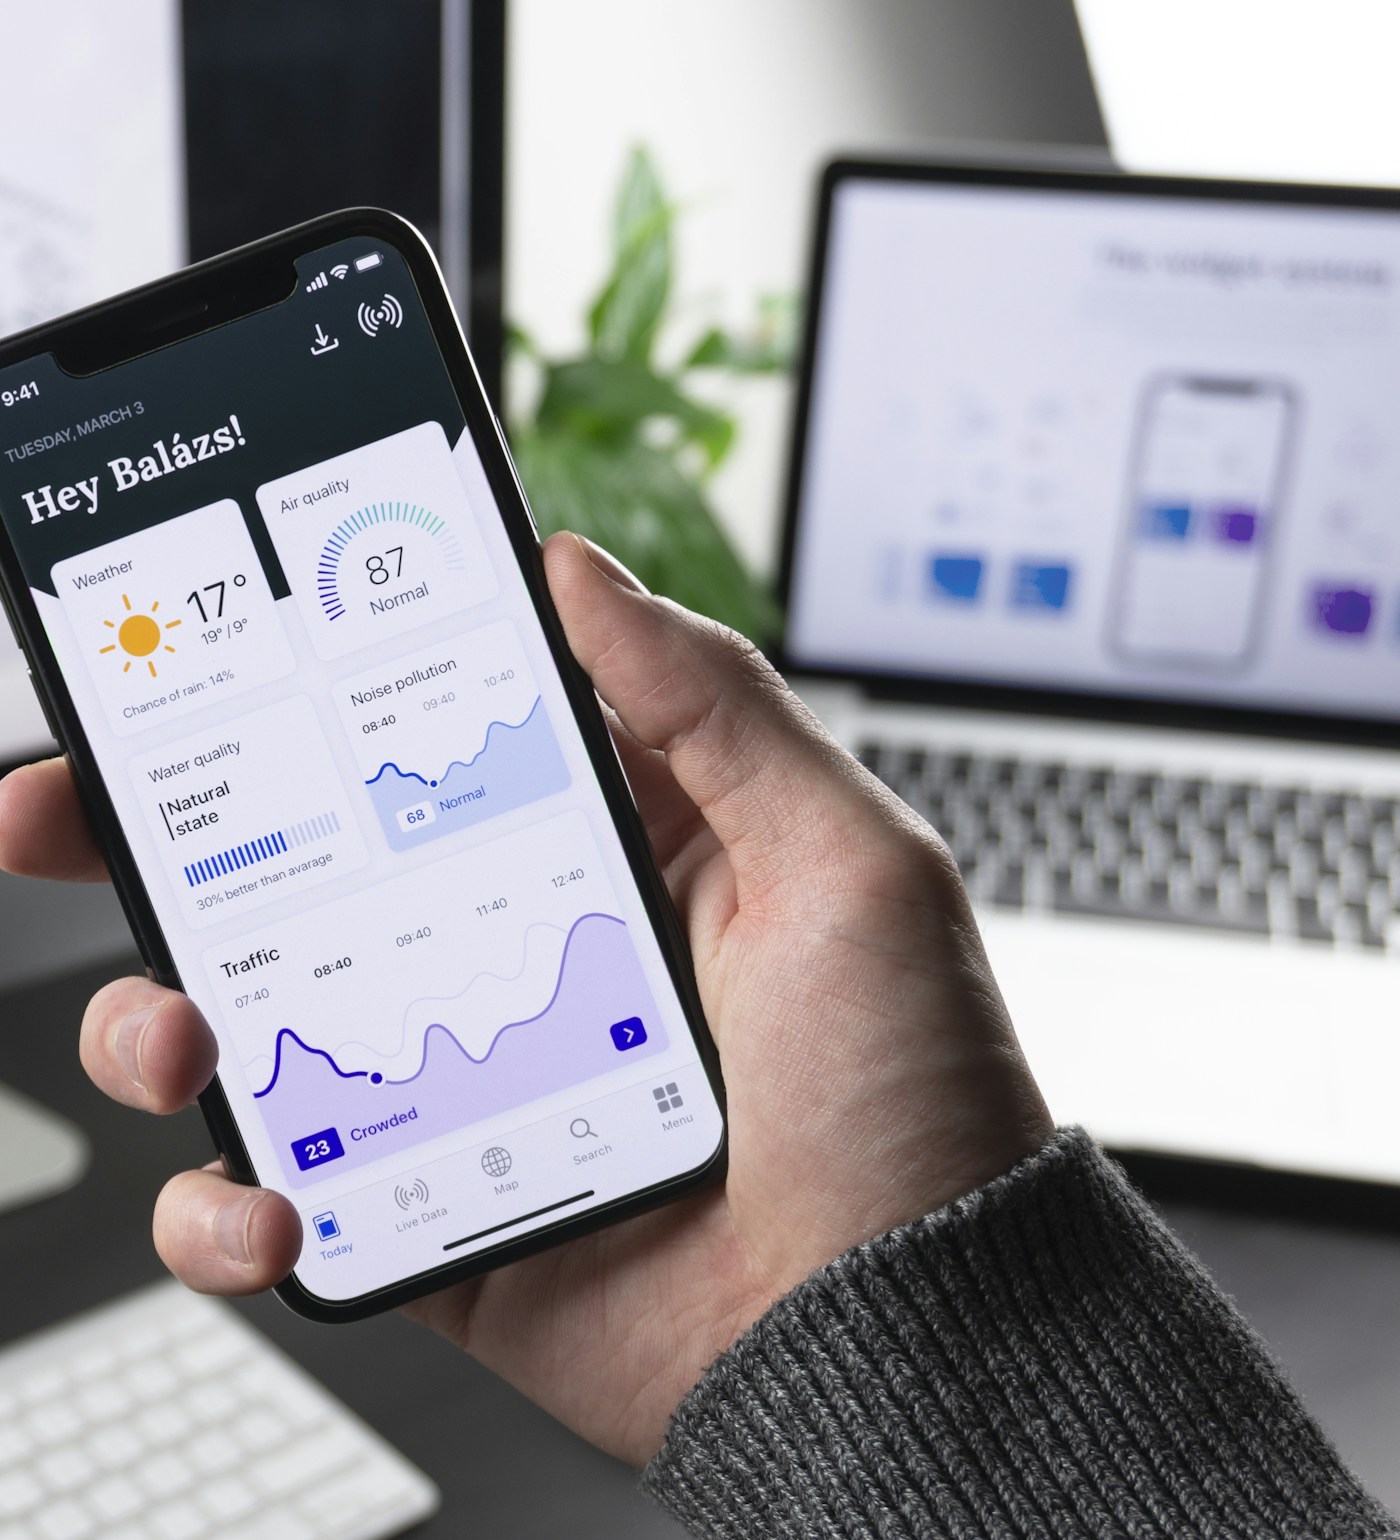 9:41
TUESDAY, MARCH 3
Hey Balázs!
Weather
17°
19° / 9°
Chance of rain: 14%
Air quality
87
Normal
Water quality
Natural
state
30% better than avarage
Noise pollution
08:40 09:40 10:40
68 Normal
Traffic
07:40 08:40 09:40 11:40 12:40
23 Crowded
Today Live Data Map Search Menu